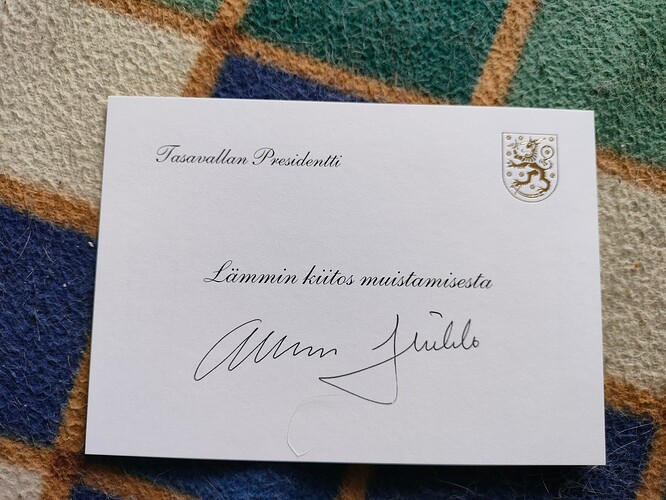 Tasavallan Presidentti
Lämmin kiitos muistamisesta